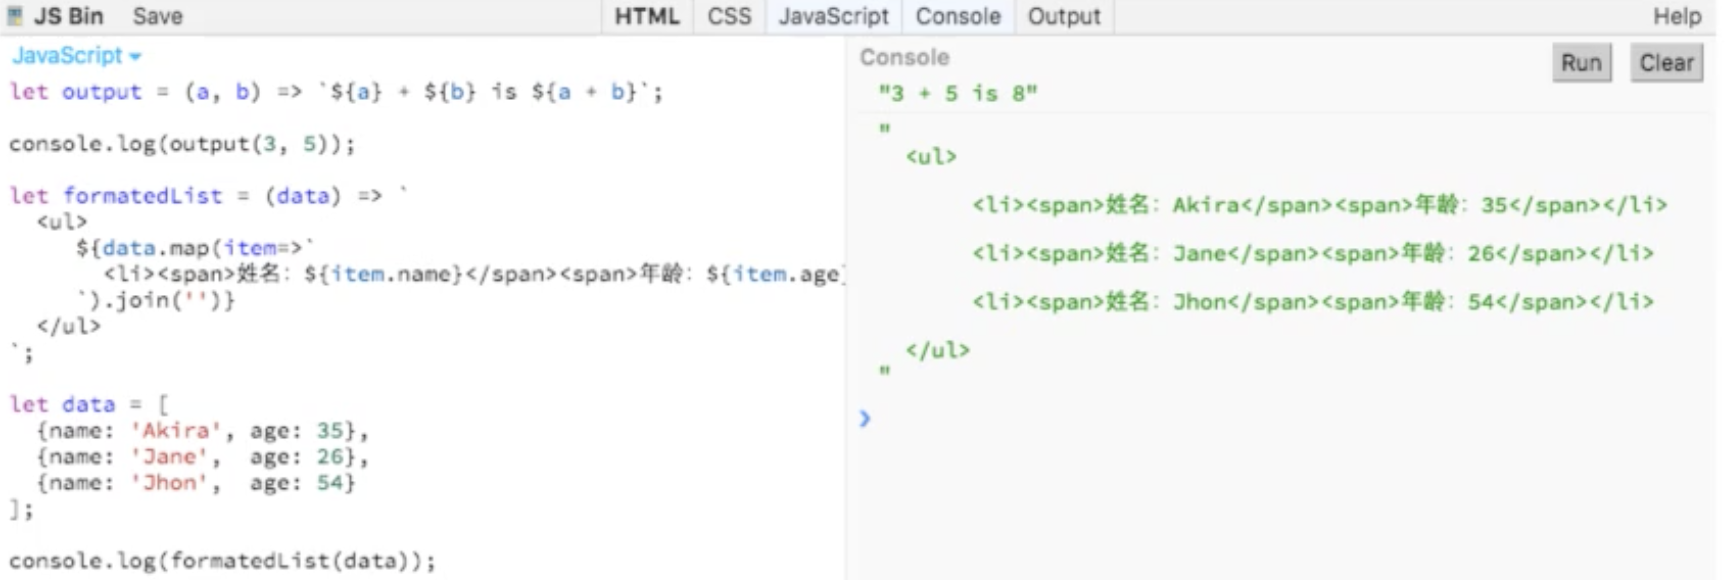 JS Bin Save HTML CSS JavaScript Console Output Help
JavaScript
let output = (a, b) => `${a} + ${b} is ${a + b}`;
console.log(output(3, 5));
let formatedList = (data) => `
<ul>
${data.map(item=>`
<li><span>姓名: ${item.name}</span><span>年龄: ${item.age}
`).join('')}
</ul>
`;
let data = [
{name: 'Akira', age: 35},
{name: 'Jane', age: 26},
{name: 'Jhon', age: 54}
];
console.log(formatedList(data));
Console Run Clear
"3 + 5 is 8"
"
<ul>
<li><span>姓名: Akira</span><span>年龄: 35</span></li>
<li><span>姓名: Jane</span><span>年龄: 26</span></li>
<li><span>姓名: Jhon</span><span>年龄: 54</span></li>
</ul>
"